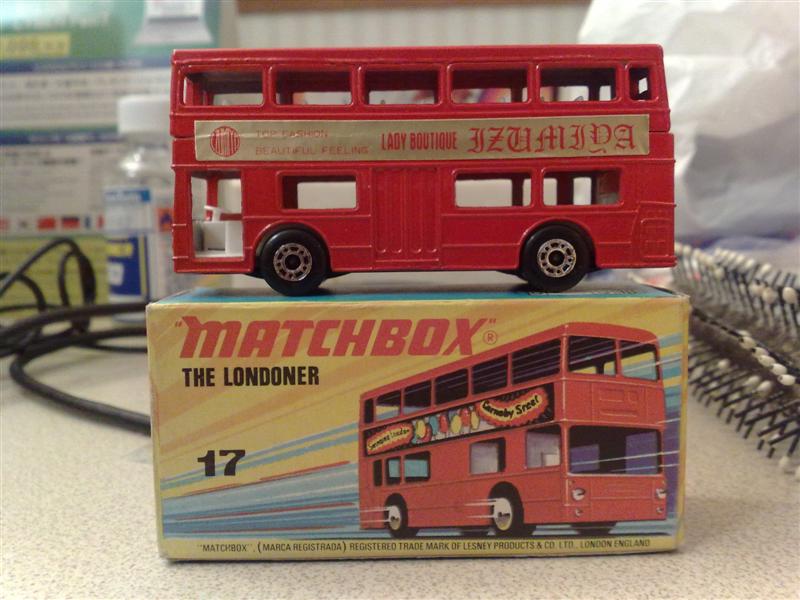 TOP FASHION
BEAUTIFUL FEELING
LADY BOUTIQUE
IZUMIYA
"MATCHBOX"®
THE LONDONER
17
Carnaby Street
"MATCHBOX", (MARCA REGISTRADA) REGISTERED TRADE MARK OF LESNEY PRODUCTS & CO. LTD., LONDON ENGLAND